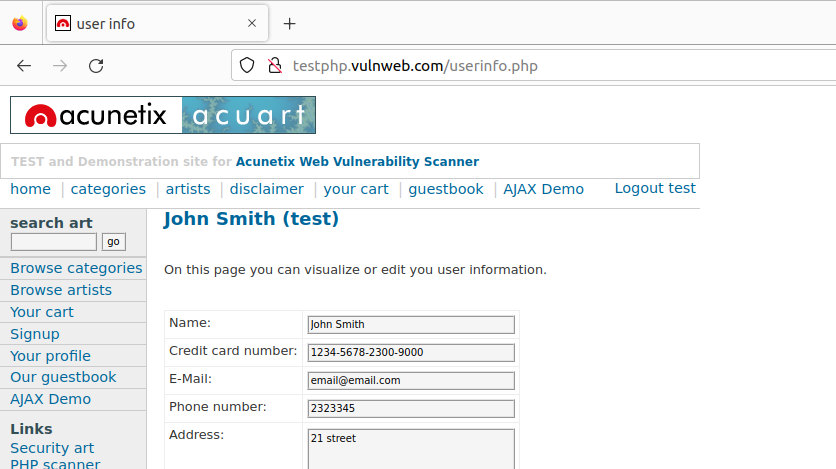 user info
testphp.vulnweb.com/userinfo.php
acunetix acuart
TEST and Demonstration site for Acunetix Web Vulnerability Scanner
home | categories | artists | disclaimer | your cart | guestbook | AJAX Demo Logout test
search art
go
Browse categories
Browse artists
Your cart
Signup
Your profile
Our guestbook
AJAX Demo
Links
Security art
PHP scanner
John Smith (test)
On this page you can visualize or edit you user information.
Name: John Smith
Credit card number: 1234-5678-2300-9000
E-Mail: email@email.com
Phone number: 2323345
Address: 21 street